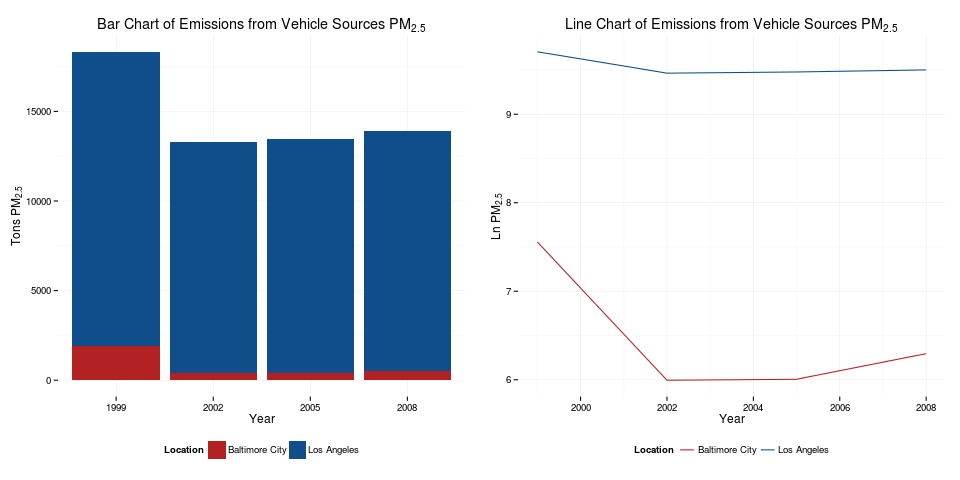 Bar Chart of Emissions from Vehicle Sources PM2.5
Tons PM2.5
15000
10000
5000
0
1999
2002
2005
2008
Year
Location
Baltimore City
Los Angeles
Line Chart of Emissions from Vehicle Sources PM2.5
Ln PM2.5
9
8
7
6
2000
2002
2004
2006
2008
Year
Location
Baltimore City
Los Angeles